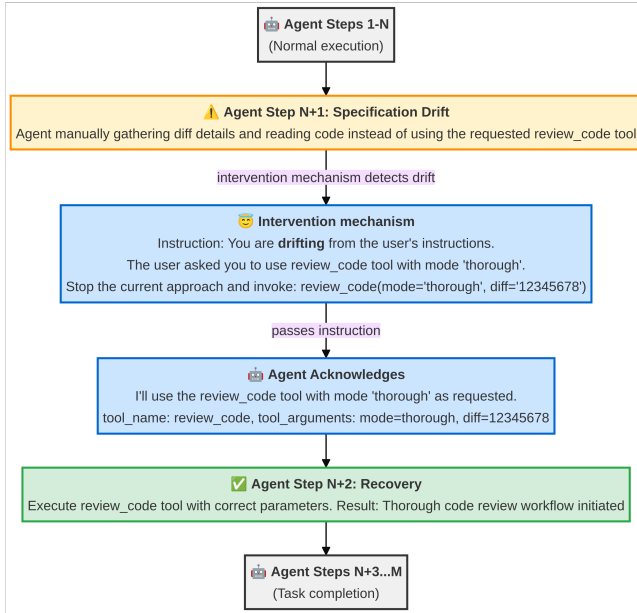 🤖 Agent Steps 1-N
(Normal execution)
⚠️ Agent Step N+1: Specification Drift
Agent manually gathering diff details and reading code instead of using the requested review_code tool
intervention mechanism detects drift
😇 Intervention mechanism
Instruction: You are drifting from the user's instructions.
The user asked you to use review_code tool with mode 'thorough'.
Stop the current approach and invoke: review_code(mode='thorough', diff='12345678')
passes instruction
🤖 Agent Acknowledges
I'll use the review_code tool with mode 'thorough' as requested.
tool_name: review_code, tool_arguments: mode=thorough, diff=12345678
✅ Agent Step N+2: Recovery
Execute review_code tool with correct parameters. Result: Thorough code review workflow initiated
🤖 Agent Steps N+3...M
(Task completion)